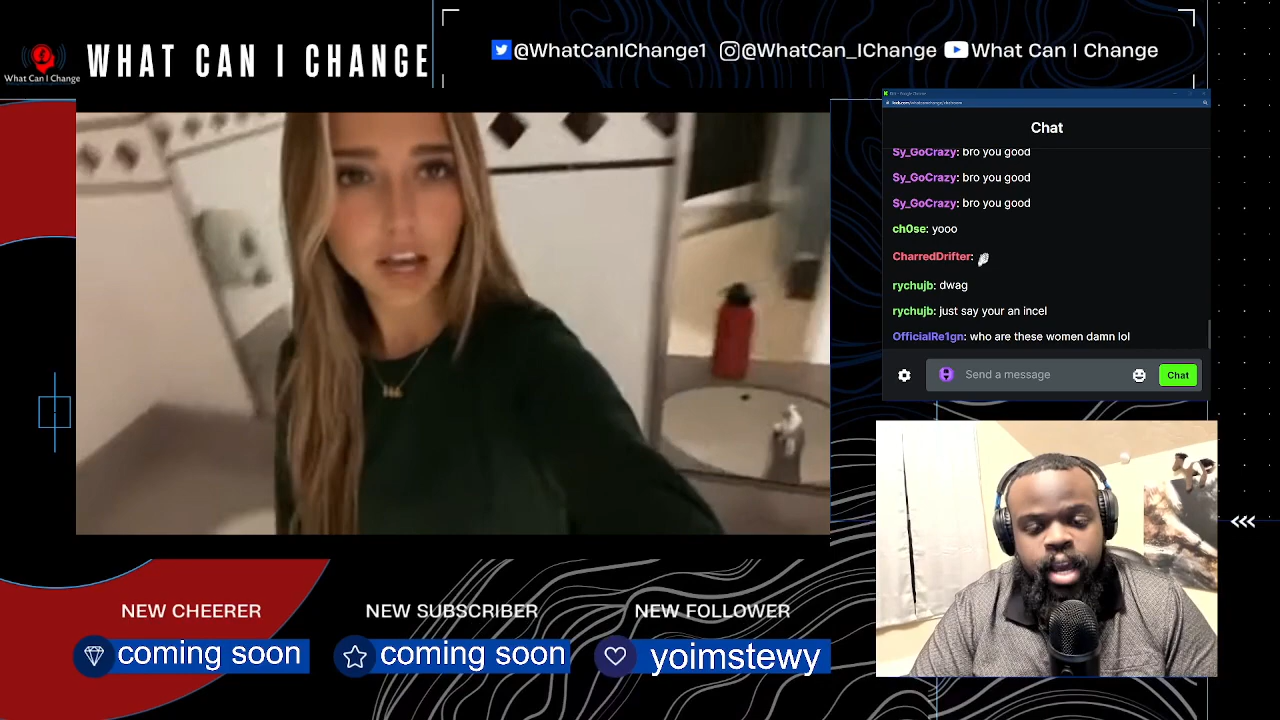 What Can I Change
WHAT CAN I CHANGE
@WhatCanIChange1 @WhatCan_IChange What Can I Change
Chat
Sy_GoCrazy: bro you good
Sy_GoCrazy: bro you good
Sy_GoCrazy: bro you good
ch0se: yooo
CharredDrifter:
rychujb: dwag
rychujb: just say your an incel
OfficialRe1gn: who are these women damn lol
Send a message
Chat
NEW CHEERER
NEW SUBSCRIBER
NEW FOLLOWER
coming soon
coming soon
yoimstewy